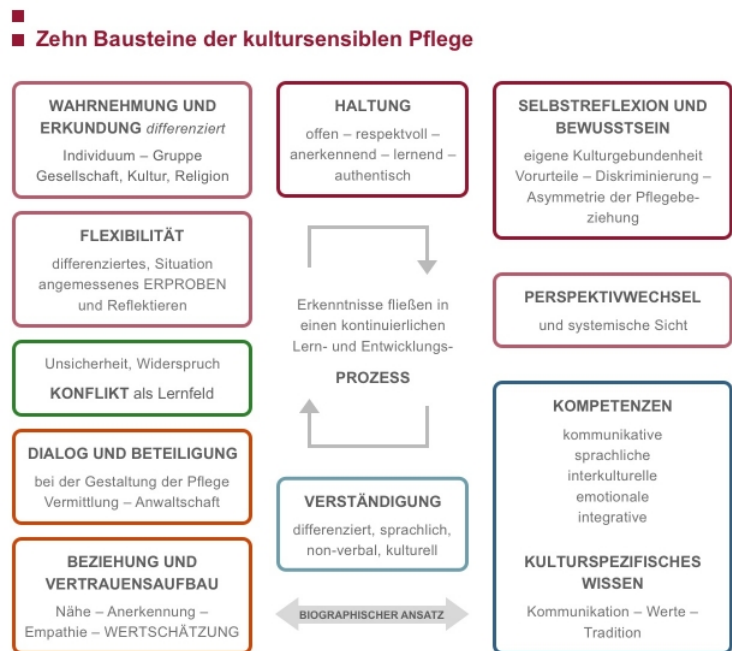 Zehn Bausteine der kultursensiblen Pflege
WAHRNEHMUNG UND
ERKUNDUNG differenziert
Individuum – Gruppe
Gesellschaft, Kultur, Religion
FLEXIBILITÄT
differenziertes, Situation
angemessenes ERPROBEN
und Reflektieren
Unsicherheit, Widerspruch
KONFLIKT als Lernfeld
DIALOG UND BETEILIGUNG
bei der Gestaltung der Pflege
Vermittlung – Anwaltschaft
BEZIEHUNG UND
VERTRAUENSAUFBAU
Nähe – Anerkennung –
Empathie – WERTSCHÄTZUNG
HALTUNG
offen – respektvoll –
anerkennend – lernend –
authentisch
Erkenntnisse fließen in
einen kontinuierlichen
Lern- und Entwicklungs-
PROZESS
VERSTÄNDIGUNG
differenziert, sprachlich,
non-verbal, kulturell
BIOGRAPHISCHER ANSATZ
SELBSTREFLEXION UND
BEWUSSTSEIN
eigene Kulturgebundenheit
Vorurteile – Diskriminierung –
Asymmetrie der Pflegebe-
ziehung
PERSPEKTIVWECHSEL
und systemische Sicht
KOMPETENZEN
kommunikative
sprachliche
interkulturelle
emotionale
integrative
KULTURSPEZIFISCHES
WISSEN
Kommunikation – Werte –
Tradition